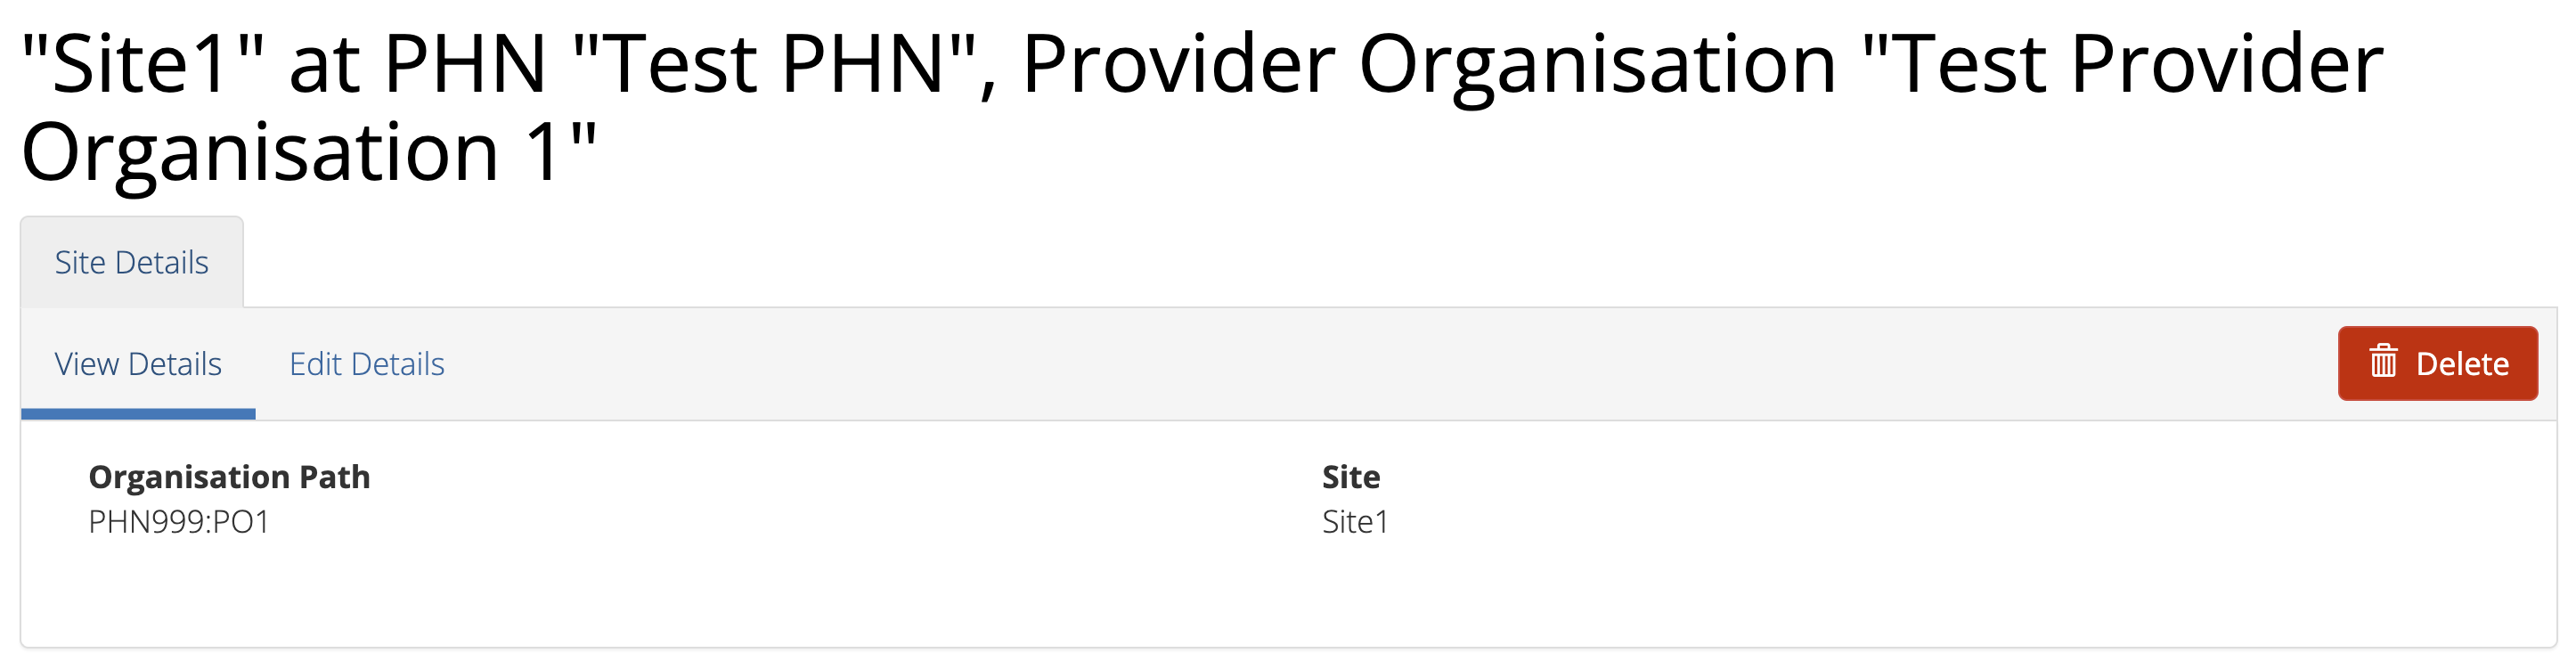 "Site1" at PHN "Test PHN", Provider Organisation "Test Provider
Organisation 1"
Site Details
View Details
Edit Details
Delete
Organisation Path
PHN999:PO1
Site
Site1